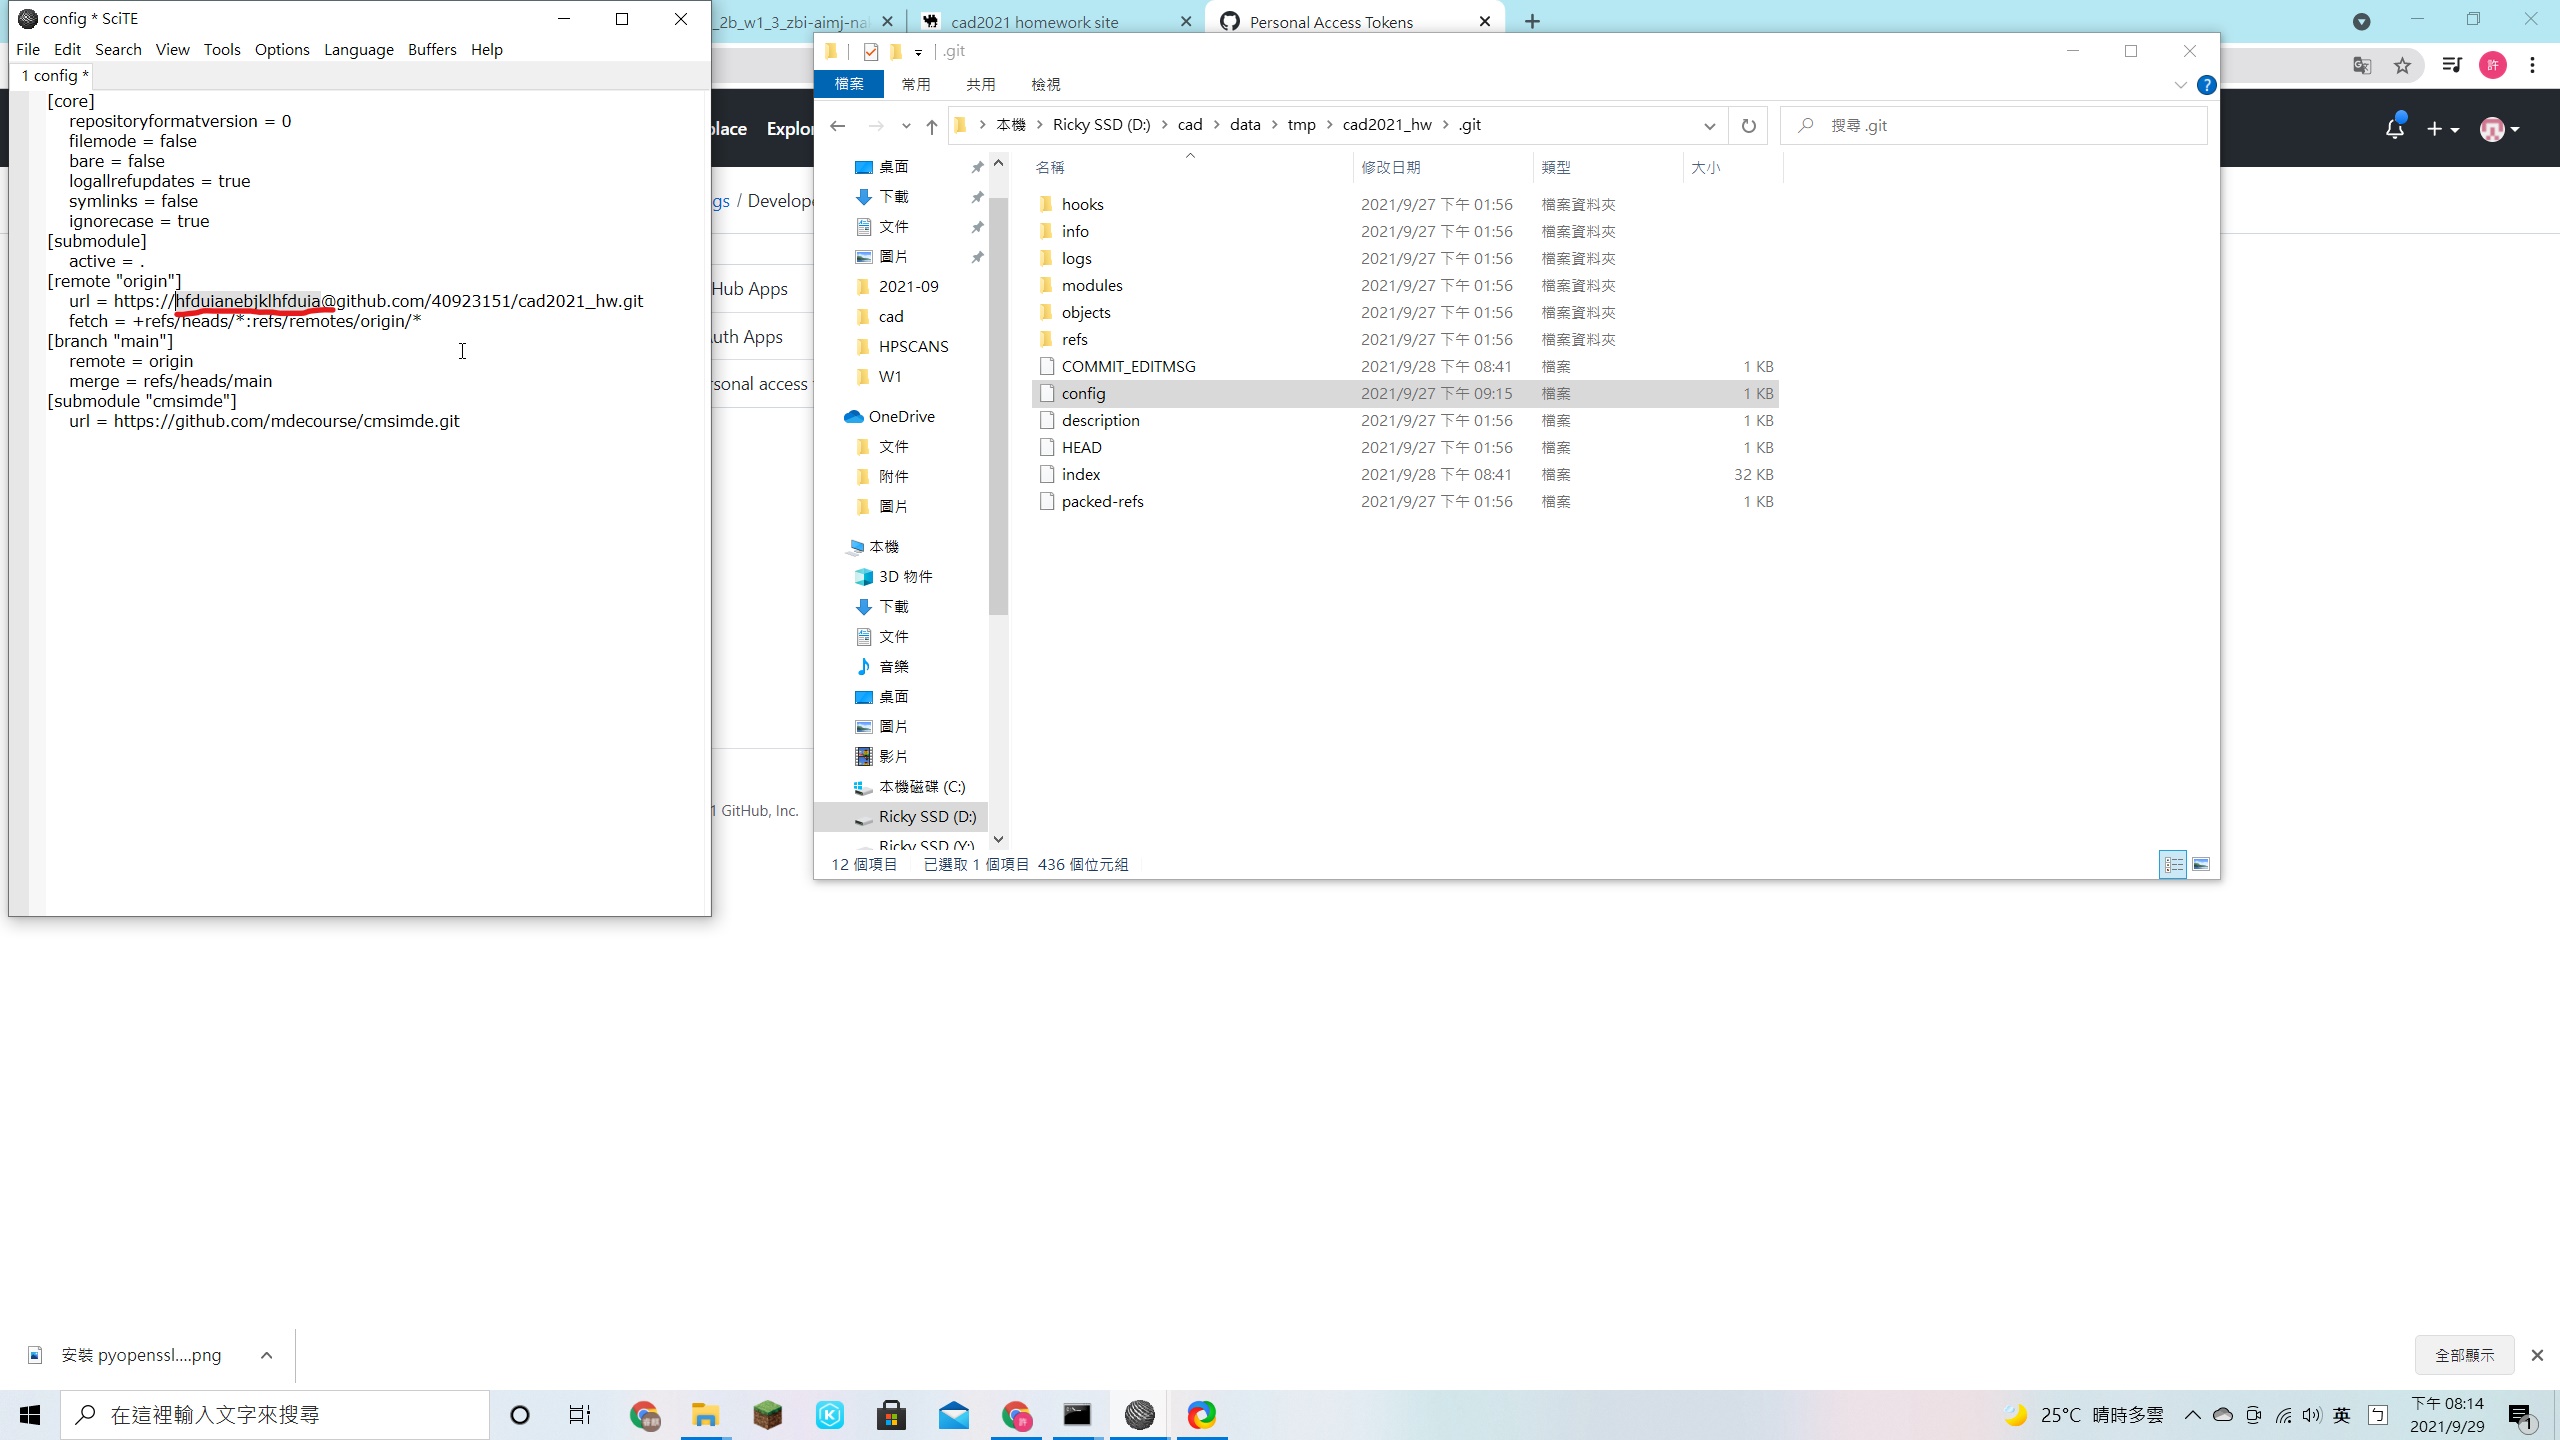 config * SciTE
File Edit Search View Tools Options Language Buffers Help
1 config *
[core]
repositoryformatversion = 0
filemode = false
bare = false
logallrefupdates = true
symlinks = false
ignorecase = true
[submodule]
active = .
[remote "origin"]
url = https://hfduianebjklhfduia@github.com/40923151/cad2021_hw.git
fetch = +refs/heads/*:refs/remotes/origin/*
[branch "main"]
remote = origin
merge = refs/heads/main
[submodule "cmsimde"]
url = https://github.com/mdecourse/cmsimde.git
_2b_w1_3_zbi-aimj-na
cad2021 homework site
Personal Access Tokens
許
place Explo
gs / Develope
Hub Apps
uth Apps
rsonal access
1 GitHub, Inc.
.git
檔案 常用 共用 檢視
本機 Ricky SSD (D:) cad data tmp cad2021_hw .git
搜尋 .git
桌面
下載
文件
圖片
2021-09
cad
HPSCANS
W1
OneDrive
文件
附件
圖片
本機
3D 物件
下載
文件
音樂
桌面
圖片
影片
本機磁碟 (C:)
Ricky SSD (D:)
Ricky SSD (Y:)
名稱 修改日期 類型 大小
hooks 2021/9/27 下午 01:56 檔案資料夾
info 2021/9/27 下午 01:56 檔案資料夾
logs 2021/9/27 下午 01:56 檔案資料夾
modules 2021/9/27 下午 01:56 檔案資料夾
objects 2021/9/27 下午 01:56 檔案資料夾
refs 2021/9/27 下午 01:56 檔案資料夾
COMMIT_EDITMSG 2021/9/28 下午 08:41 檔案 1 KB
config 2021/9/27 下午 09:15 檔案 1 KB
description 2021/9/27 下午 01:56 檔案 1 KB
HEAD 2021/9/27 下午 01:56 檔案 1 KB
index 2021/9/28 下午 08:41 檔案 32 KB
packed-refs 2021/9/27 下午 01:56 檔案 1 KB
12 個項目 已選取 1 個項目 436 個位元組
安裝 pyopenssl....png
全部顯示
在這裡輸入文字來搜尋
25°C 晴時多雲
英
ㄅ
下午 08:14
2021/9/29
1